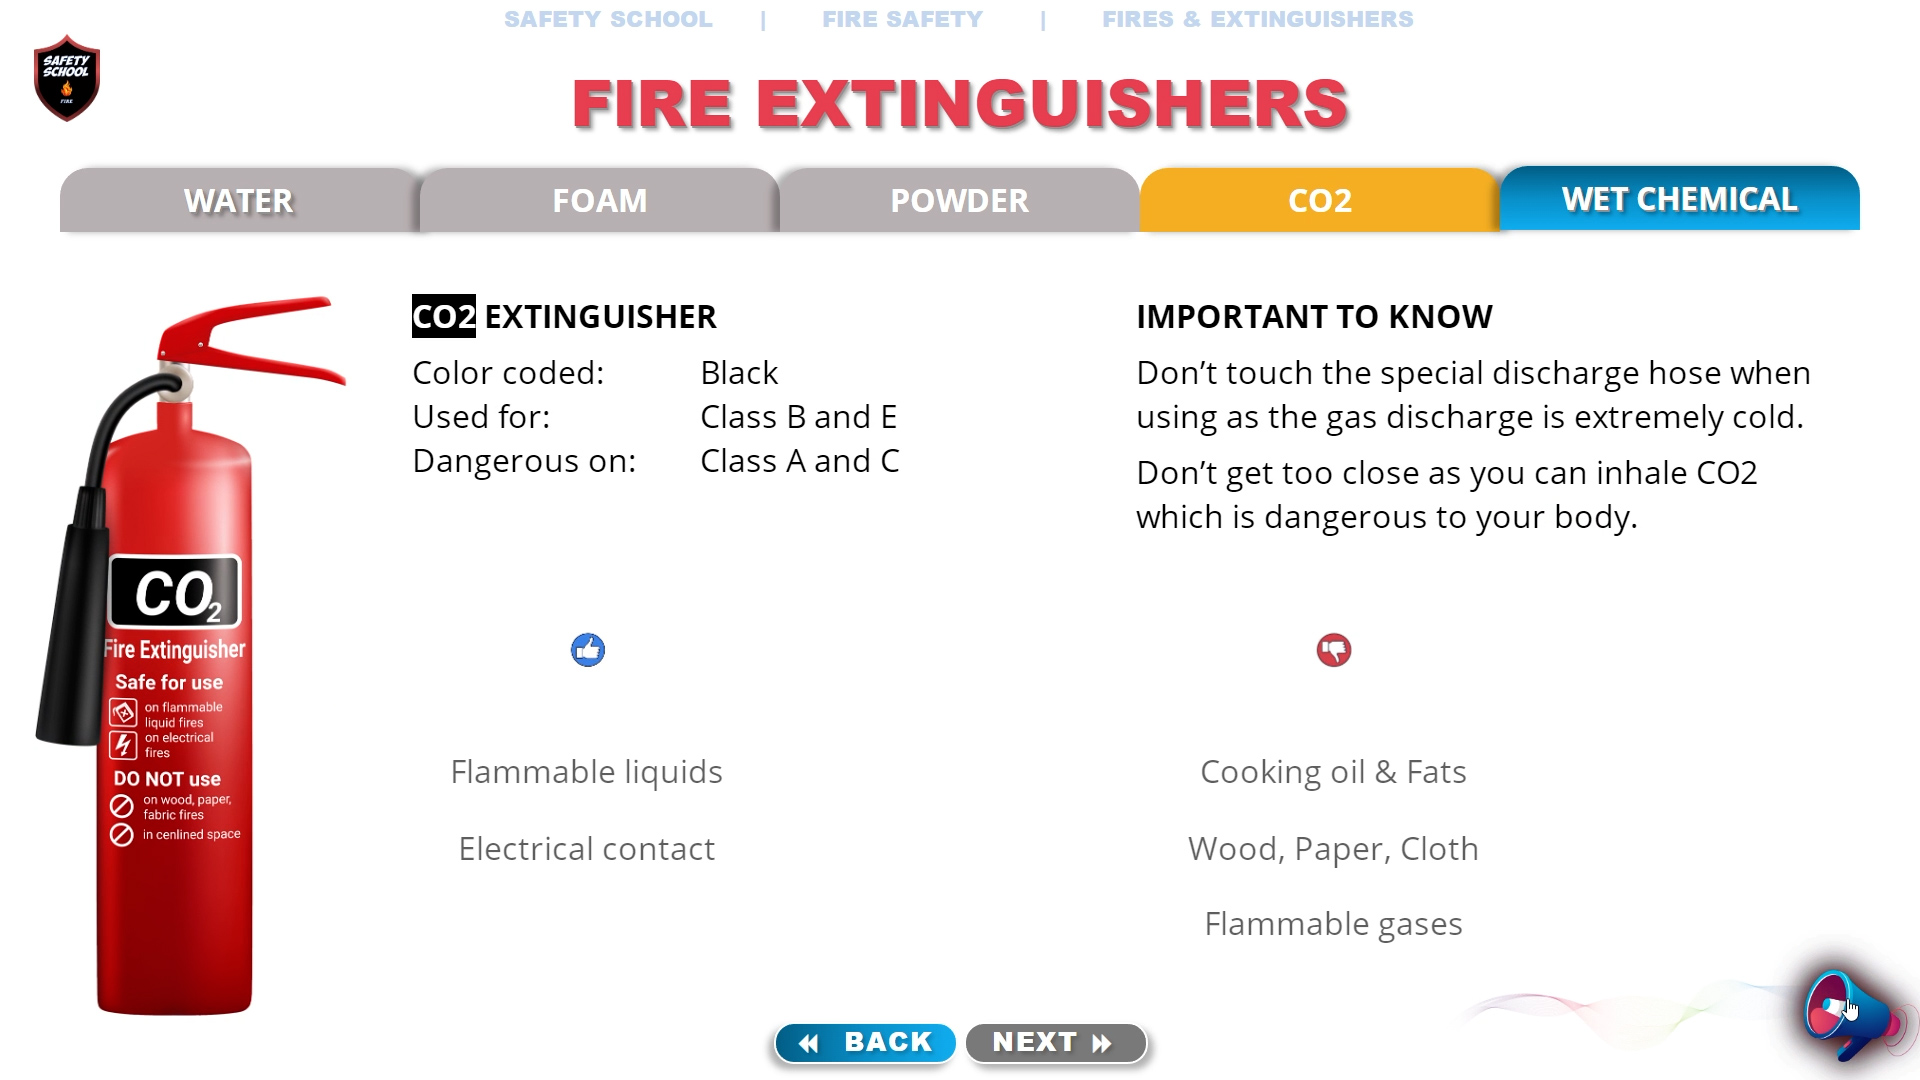 SAFETY SCHOOL | FIRE SAFETY | FIRES & EXTINGUISHERS
SAFETY
SCHOOL
FIRE
FIRE EXTINGUISHERS
WATER FOAM POWDER CO2 WET CHEMICAL
CO2 EXTINGUISHER
Color coded: Black
Used for: Class B and E
Dangerous on: Class A and C
IMPORTANT TO KNOW
Don’t touch the special discharge hose when
using as the gas discharge is extremely cold.
Don’t get too close as you can inhale CO2
which is dangerous to your body.
CO2
Fire Extinguisher
Safe for use
on flammable
liquid fires
on electrical
fires
DO NOT use
on wood, paper,
fabric fires
in cenlined space
Flammable liquids
Electrical contact
Cooking oil & Fats
Wood, Paper, Cloth
Flammable gases
BACK NEXT